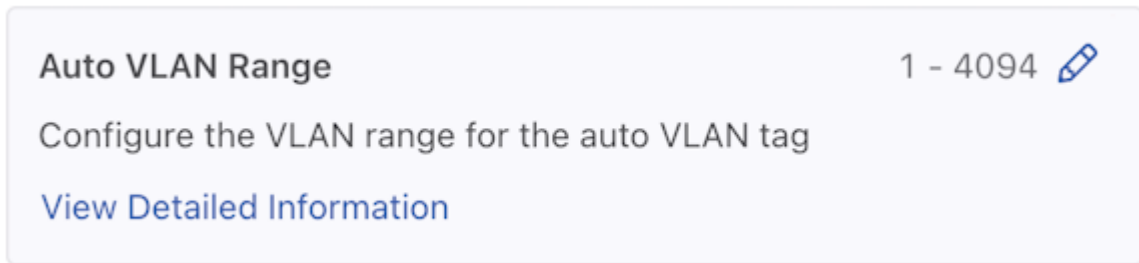 Auto VLAN Range 1 - 4094
Configure the VLAN range for the auto VLAN tag
View Detailed Information